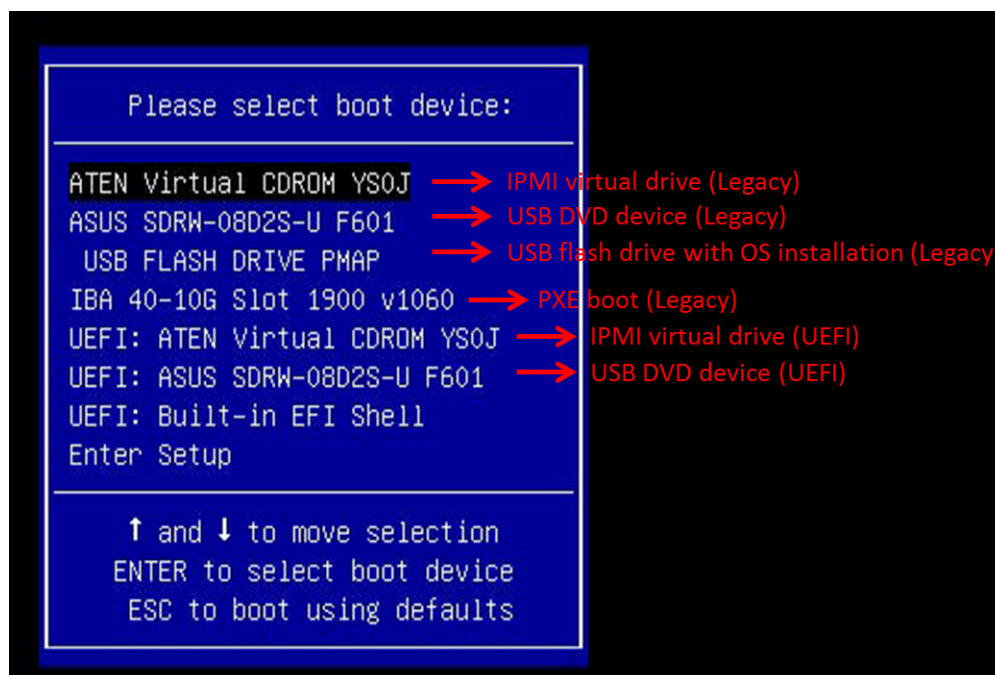 Please select boot device:
ATEN Virtual CDROM YS0J → IPMI virtual drive (Legacy)
ASUS SDRW-08D2S-U F601 → USB DVD device (Legacy)
USB FLASH DRIVE PMAP → USB flash drive with OS installation (Legacy
IBA 40-10G Slot 1900 v1060 → PXE boot (Legacy)
UEFI: ATEN Virtual CDROM YS0J → IPMI virtual drive (UEFI)
UEFI: ASUS SDRW-08D2S-U F601 → USB DVD device (UEFI)
UEFI: Built-in EFI Shell
Enter Setup
↑ and ↓ to move selection
ENTER to select boot device
ESC to boot using defaults